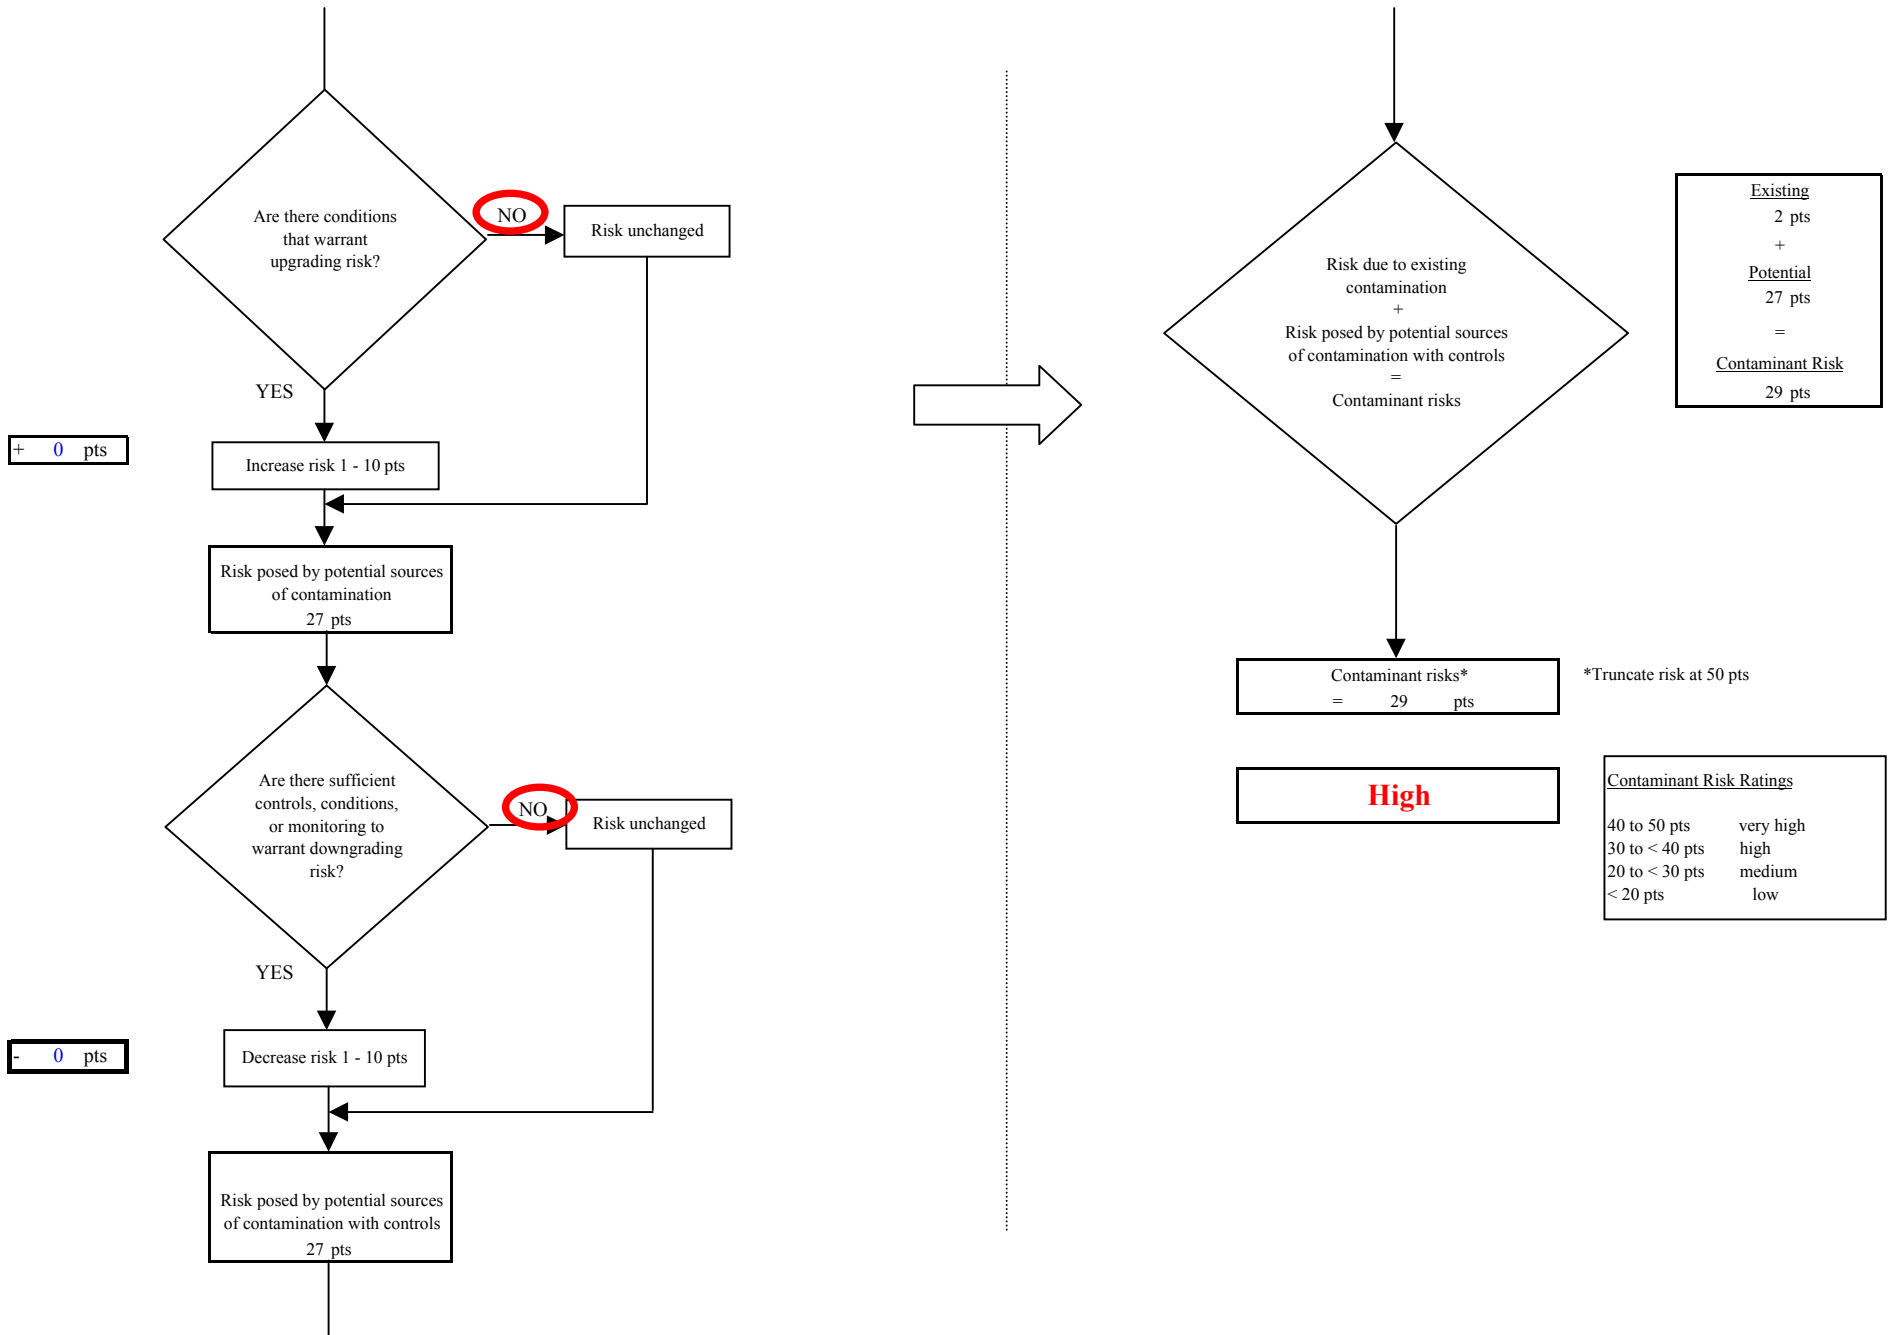 Are there conditions
that warrant
upgrading risk?
NO
Risk unchanged
YES
+ 0 pts
Increase risk 1 - 10 pts
Risk posed by potential sources
of contamination
27 pts
Are there sufficient
controls, conditions,
or monitoring to
warrant downgrading
risk?
NO
Risk unchanged
YES
- 0 pts
Decrease risk 1 - 10 pts
Risk posed by potential sources
of contamination with controls
27 pts
Risk due to existing
contamination
+
Risk posed by potential sources
of contamination with controls
=
Contaminant risks
Existing
2 pts
+
Potential
27 pts
=
Contaminant Risk
29 pts
Contaminant risks*
= 29 pts
*Truncate risk at 50 pts
High
Contaminant Risk Ratings
40 to 50 pts very high
30 to < 40 pts high
20 to < 30 pts medium
< 20 pts low